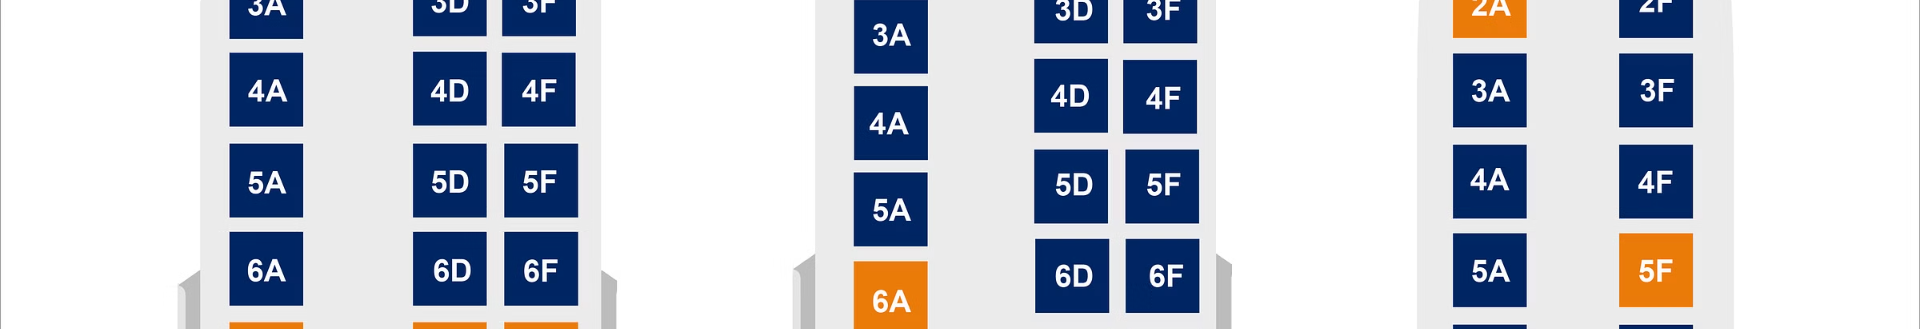 3A 3D 3F
4A 4D 4F
5A 5D 5F
6A 6D 6F
3D 3F
3A
4D 4F
4A
5D 5F
5A
6D 6F
6A
2A 2F
3A 3F
4A 4F
5A 5F